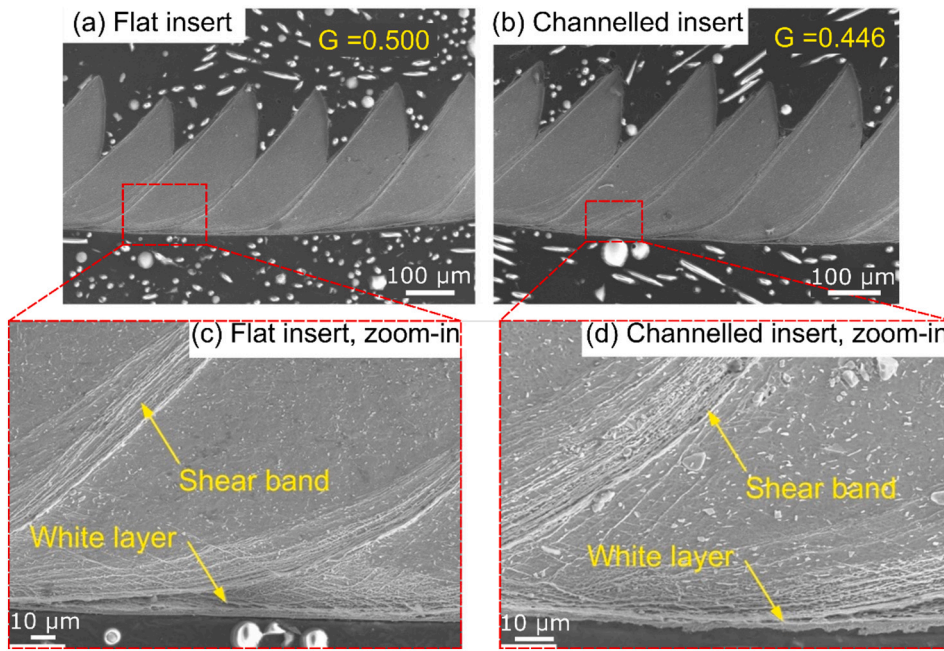 (a) Flat insert
G =0.500
100 µm
(b) Channelled insert
G =0.446
100 µm
(c) Flat insert, zoom-in
Shear band
White layer
10 µm
(d) Channelled insert, zoom-in
Shear band
White layer
10 µm